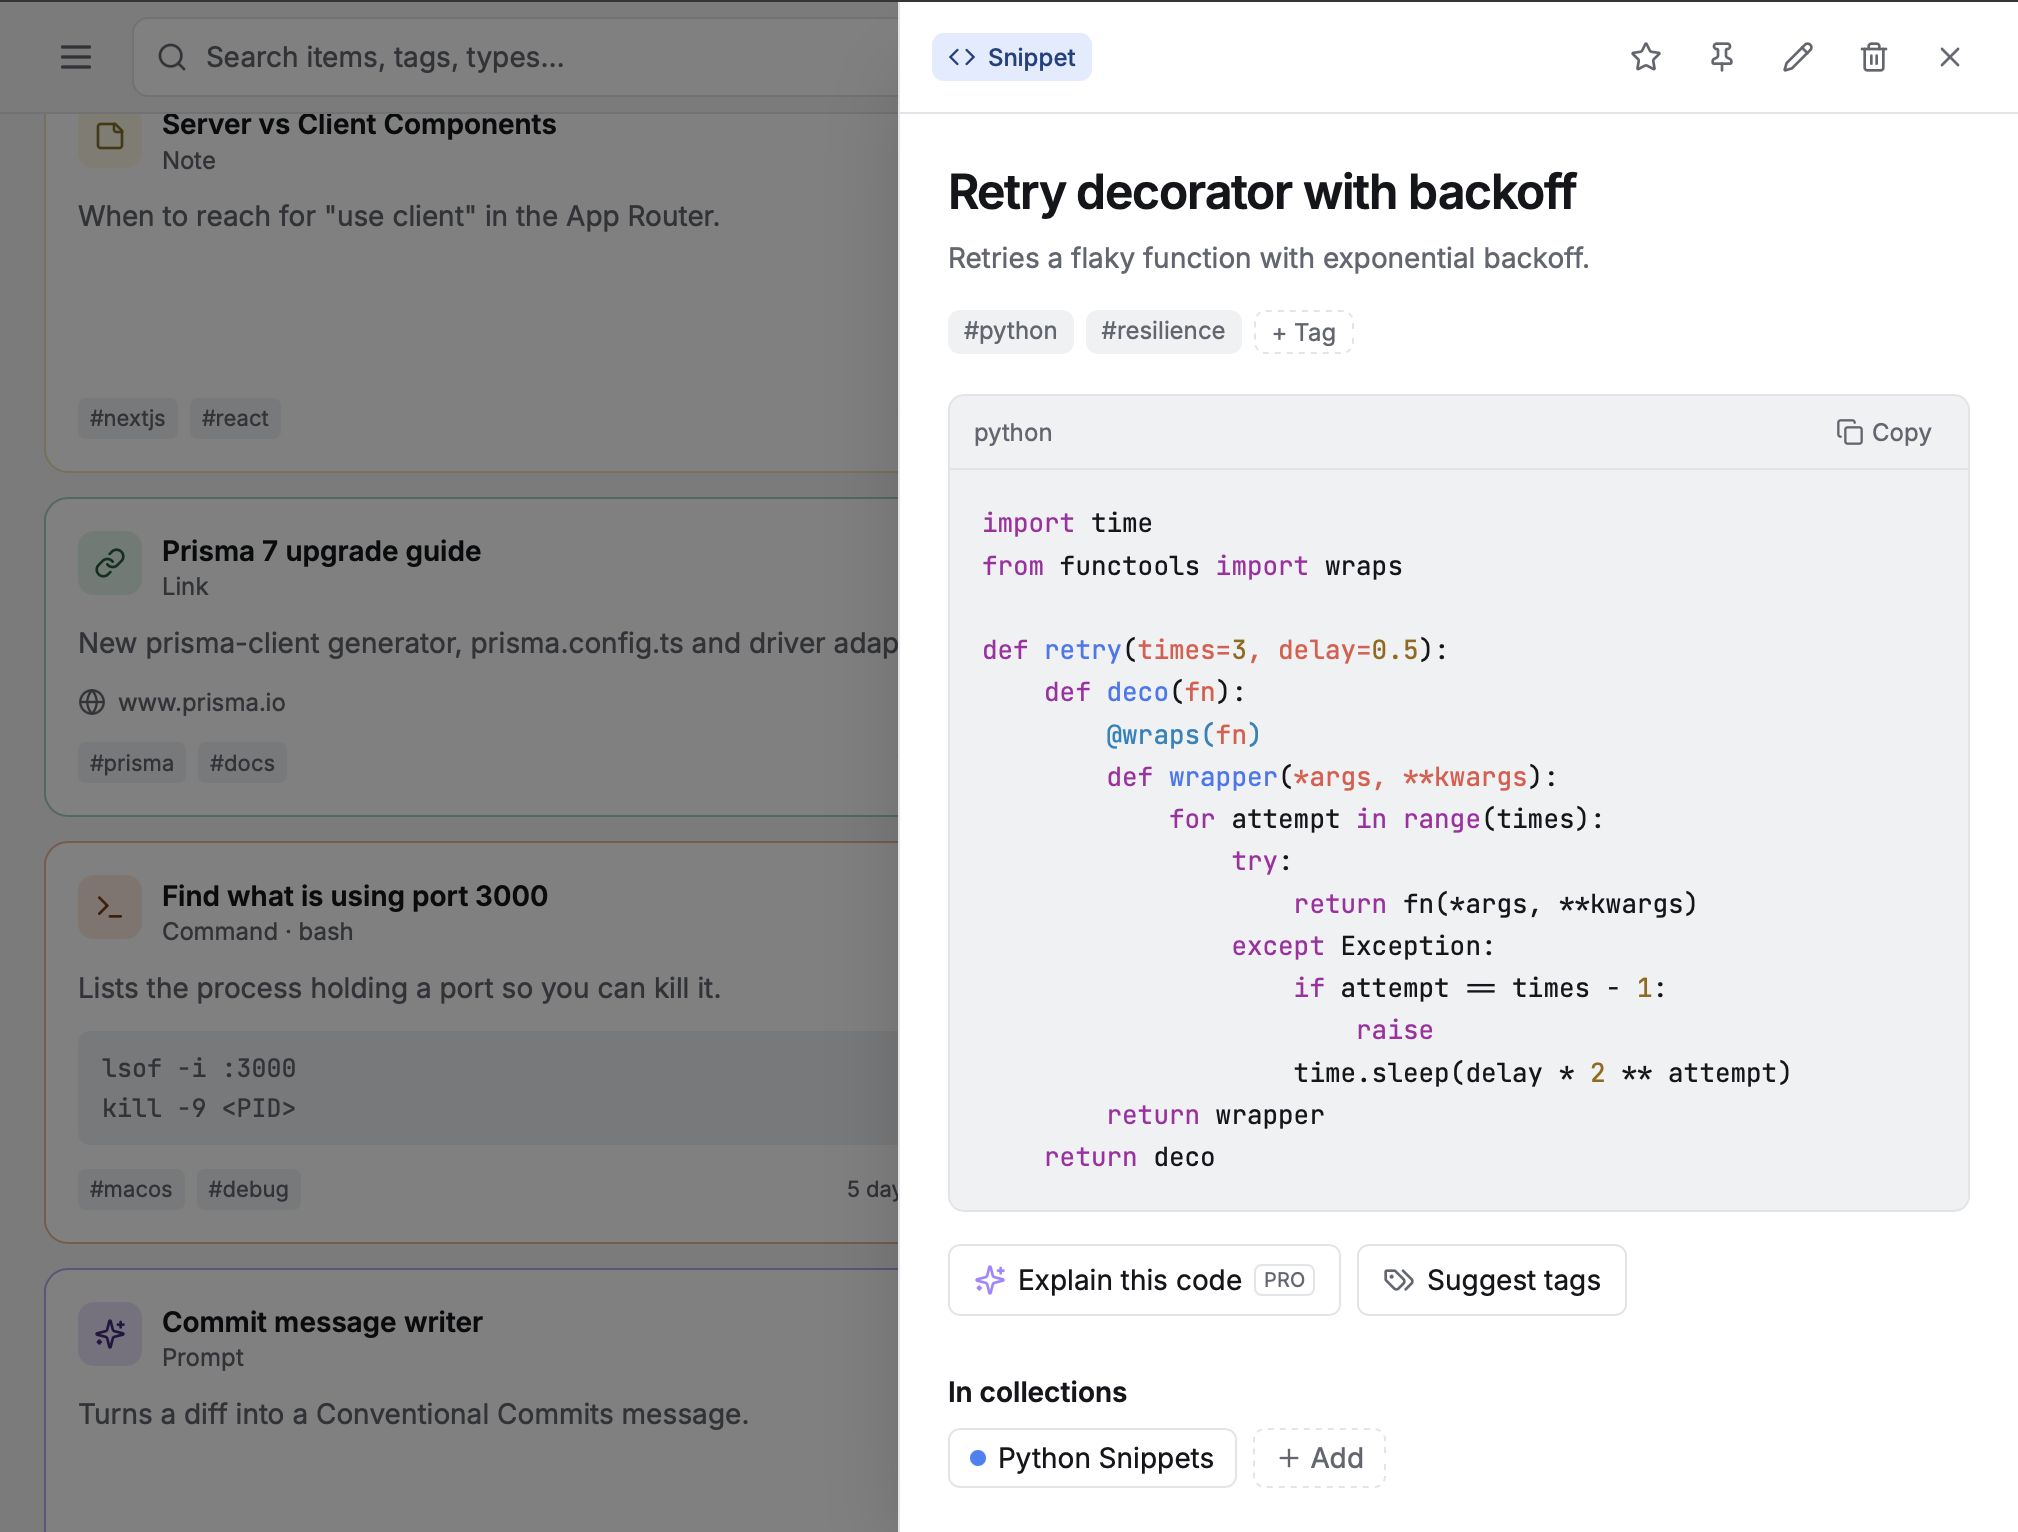 Search items, tags, types...
Server vs Client Components
Note
When to reach for "use client" in the App Router.
#nextjs #react
Prisma 7 upgrade guide
Link
New prisma-client generator, prisma.config.ts and driver adap
www.prisma.io
#prisma #docs
Find what is using port 3000
Command · bash
Lists the process holding a port so you can kill it.
lsof -i :3000
kill -9 <PID>
#macos #debug 5 day
Commit message writer
Prompt
Turns a diff into a Conventional Commits message.
Snippet
Retry decorator with backoff
Retries a flaky function with exponential backoff.
#python #resilience + Tag
python Copy
import time
from functools import wraps

def retry(times=3, delay=0.5):
    def deco(fn):
        @wraps(fn)
        def wrapper(*args, **kwargs):
            for attempt in range(times):
                try:
                    return fn(*args, **kwargs)
                except Exception:
                    if attempt == times - 1:
                        raise
                    time.sleep(delay * 2 ** attempt)
        return wrapper
    return deco
Explain this code PRO Suggest tags
In collections
Python Snippets + Add